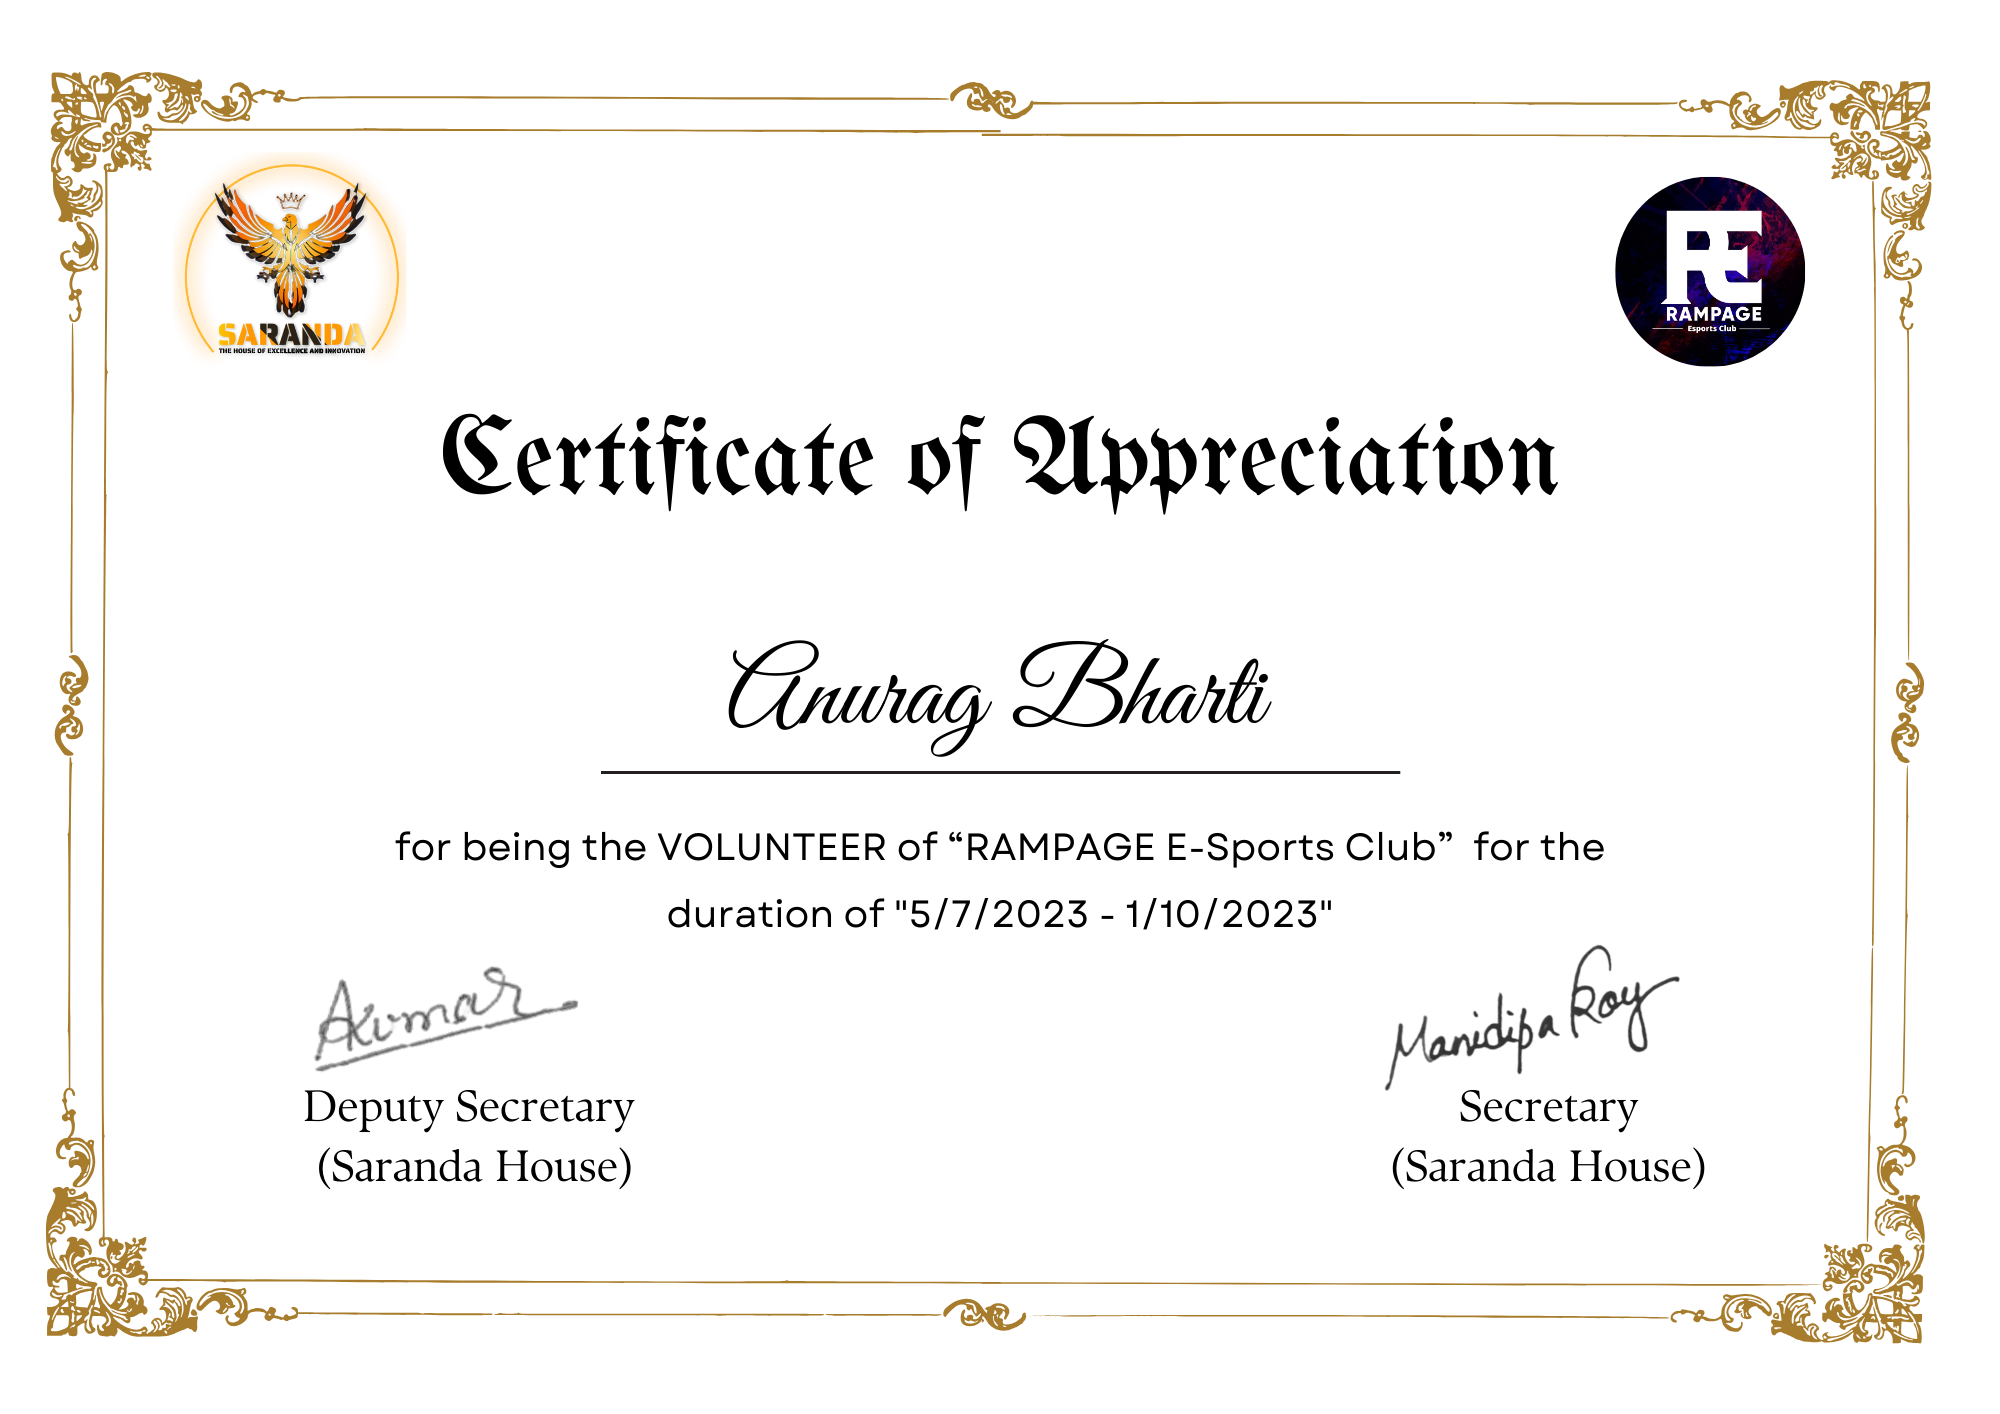 SARANDA
THE HOUSE OF EXCELLENCE AND INNOVATION
RE
RAMPAGE
Esports Club
Certificate of Appreciation
Anurag Bharti
for being the VOLUNTEER of “RAMPAGE E-Sports Club” for the
duration of "5/7/2023 - 1/10/2023"
AKumar
Manidipa Roy
Deputy Secretary
(Saranda House)
Secretary
(Saranda House)